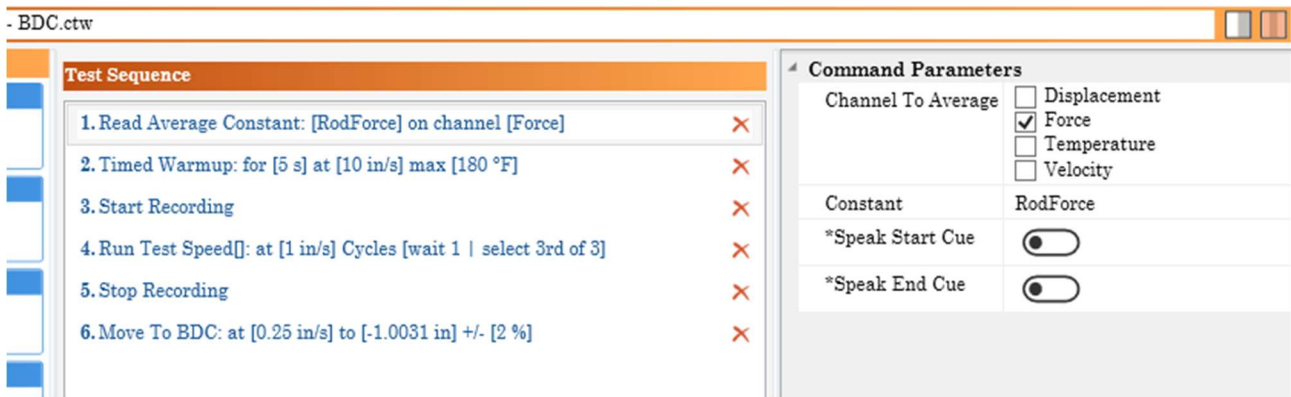 - BDC.ctw
Test Sequence
1. Read Average Constant: [RodForce] on channel [Force]
2. Timed Warmup: for [5 s] at [10 in/s] max [180 °F]
3. Start Recording
4. Run Test Speed[]: at [1 in/s] Cycles [wait 1 | select 3rd of 3]
5. Stop Recording
6. Move To BDC: at [0.25 in/s] to [-1.0031 in] +/- [2 %]
Command Parameters
Channel To Average
Displacement
Force
Temperature
Velocity
Constant RodForce
*Speak Start Cue
*Speak End Cue